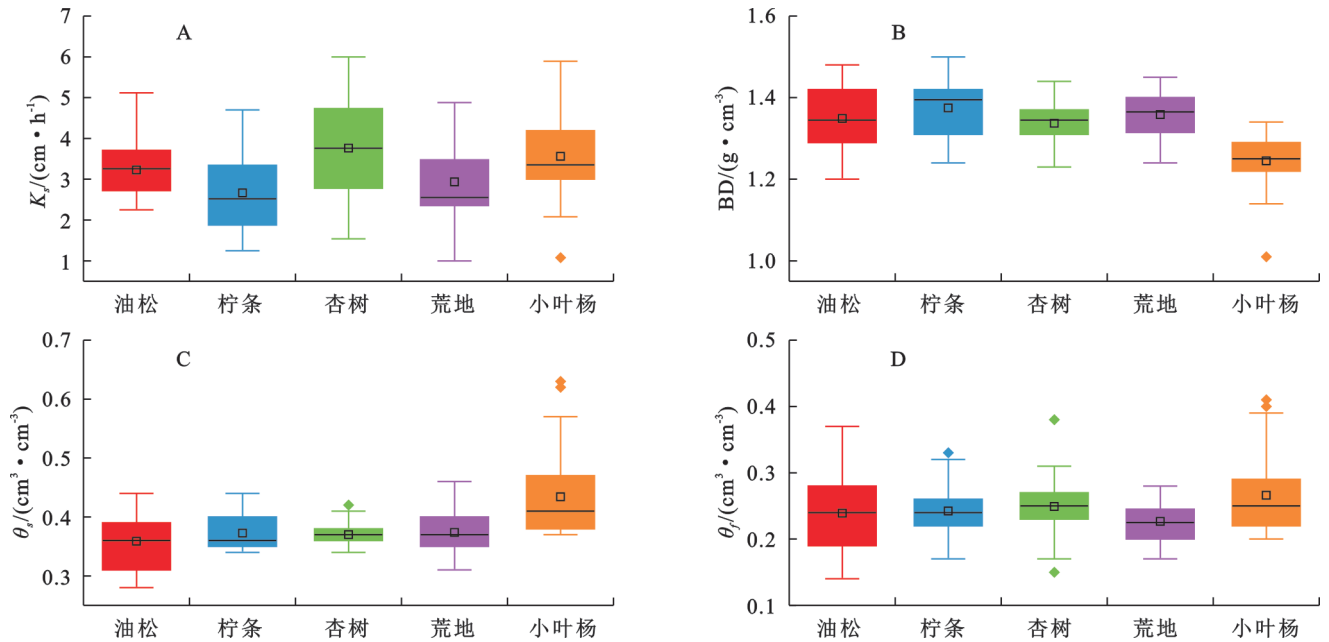 A
K_s/(cm·h⁻¹)
7
6
5
4
3
2
1
油松 柠条 杏树 荒地 小叶杨
B
BD/(g·cm⁻³)
1.6
1.4
1.2
1.0
油松 柠条 杏树 荒地 小叶杨
C
θ_s/(cm³·cm⁻³)
0.7
0.6
0.5
0.4
0.3
油松 柠条 杏树 荒地 小叶杨
D
θ_f/(cm³·cm⁻³)
0.5
0.4
0.3
0.2
0.1
油松 柠条 杏树 荒地 小叶杨